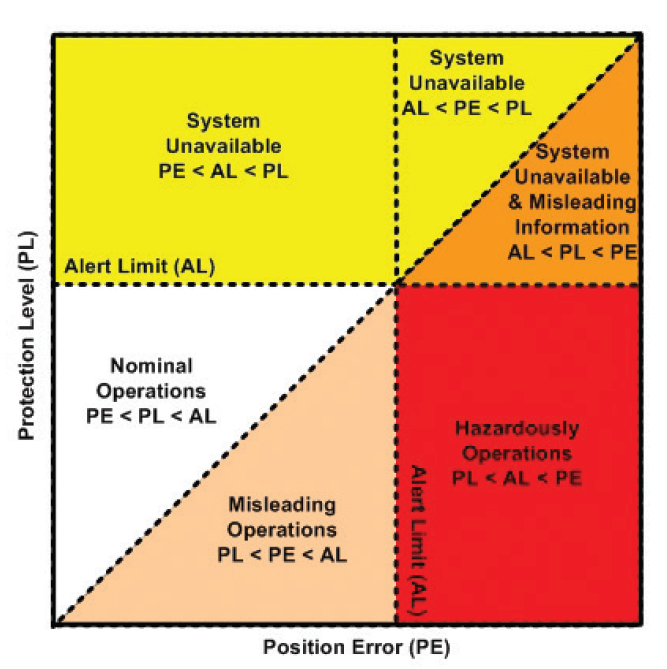 System
Unavailable
AL < PE < PL
System
Unavailable
PE < AL < PL
System
Unavailable
& Misleading
Information
AL < PL < PE
Alert Limit (AL)
Protection Level (PL)
Nominal
Operations
PE < PL < AL
Hazardously
Operations
PL < AL < PE
Alert Limit (AL)
Misleading
Operations
PL < PE < AL
Position Error (PE)